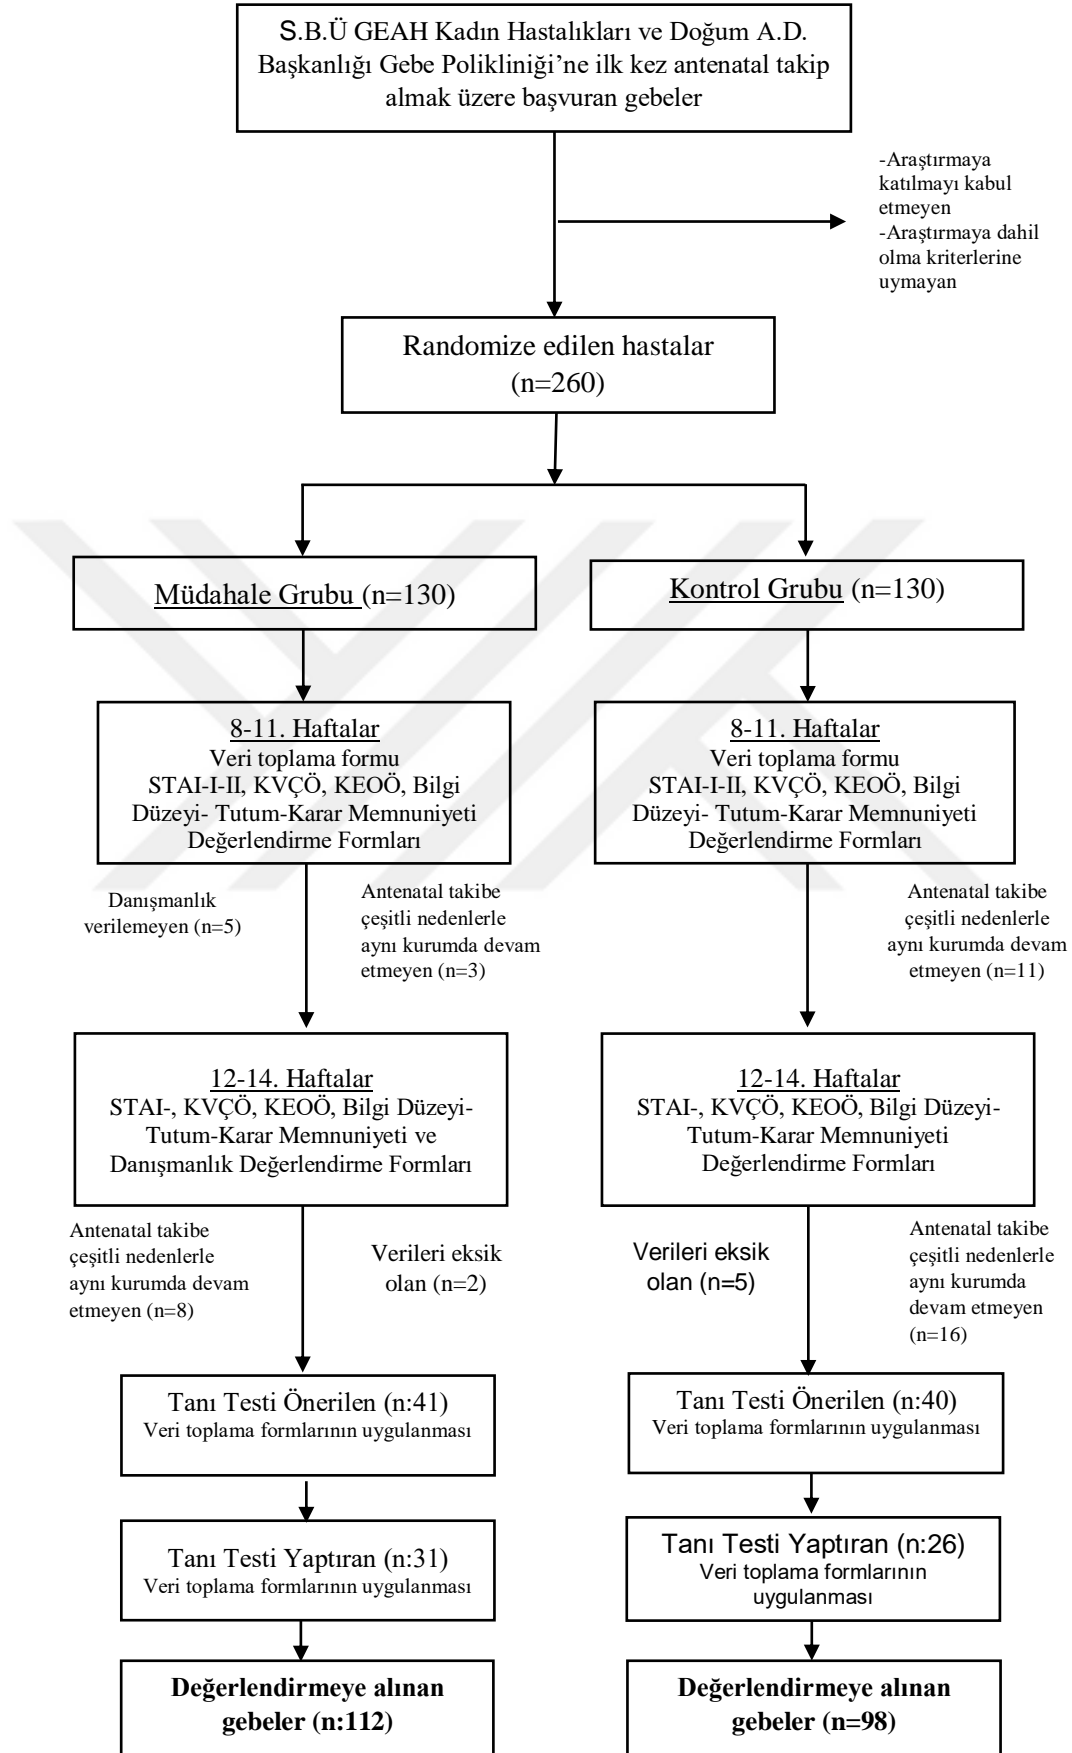 S.B.Ü GEAH Kadın Hastalıkları ve Doğum A.D.
Başkanlığı Gebe Polikliniği’ne ilk kez antenatal takip
almak üzere başvuran gebeler
-Araştırmaya
katılmayı kabul
etmeyen
-Araştırmaya dahil
olma kriterlerine
uymayan
Randomize edilen hastalar
(n=260)
Müdahale Grubu (n=130)
Kontrol Grubu (n=130)
8-11. Haftalar
Veri toplama formu
STAI-I-II, KVÇÖ, KEOÖ, Bilgi
Düzeyi- Tutum-Karar Memnuniyeti
Değerlendirme Formları
8-11. Haftalar
Veri toplama formu
STAI-I-II, KVÇÖ, KEOÖ, Bilgi
Düzeyi- Tutum-Karar Memnuniyeti
Değerlendirme Formları
Danışmanlık
verilemeyen (n=5)
Antenatal takibe
çeşitli nedenlerle
aynı kurumda devam
etmeyen (n=3)
Antenatal takibe
çeşitli nedenlerle
aynı kurumda devam
etmeyen (n=11)
12-14. Haftalar
STAI-, KVÇÖ, KEOÖ, Bilgi Düzeyi-
Tutum-Karar Memnuniyeti ve
Danışmanlık Değerlendirme Formları
12-14. Haftalar
STAI-, KVÇÖ, KEOÖ, Bilgi Düzeyi-
Tutum-Karar Memnuniyeti
Değerlendirme Formları
Antenatal takibe
çeşitli nedenlerle
aynı kurumda devam
etmeyen (n=8)
Verileri eksik
olan (n=2)
Verileri eksik
olan (n=5)
Antenatal takibe
çeşitli nedenlerle
aynı kurumda
devam etmeyen
(n=16)
Tanı Testi Önerilen (n:41)
Veri toplama formlarının uygulanması
Tanı Testi Önerilen (n:40)
Veri toplama formlarının uygulanması
Tanı Testi Yaptıran (n:31)
Veri toplama formlarının uygulanması
Tanı Testi Yaptıran (n:26)
Veri toplama formlarının
uygulanması
Değerlendirmeye alınan
gebeler (n:112)
Değerlendirmeye alınan
gebeler (n=98)